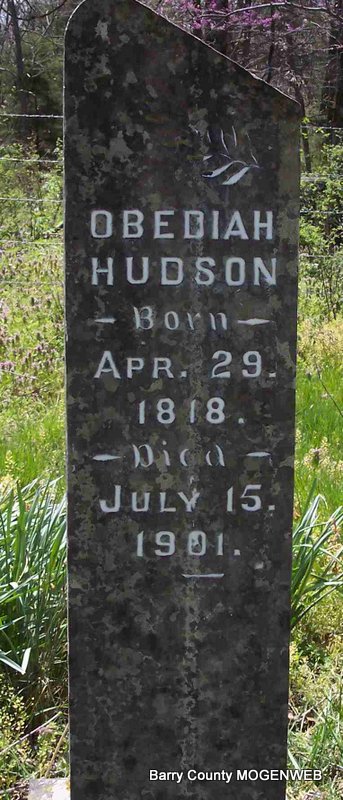 OBEDIAH
HUDSON
— Born —
APR. 29.
1818.
— Died —
JULY 15.
1901.
Barry County MOGENWEB